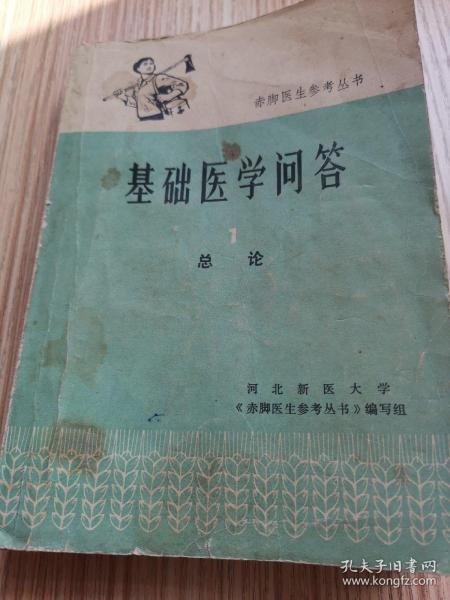 赤脚医生参考丛书
基础医学问答
1
总论
河北新医大学
《赤脚医生参考丛书》编写组
孔夫子旧书网
www.kongfz.com